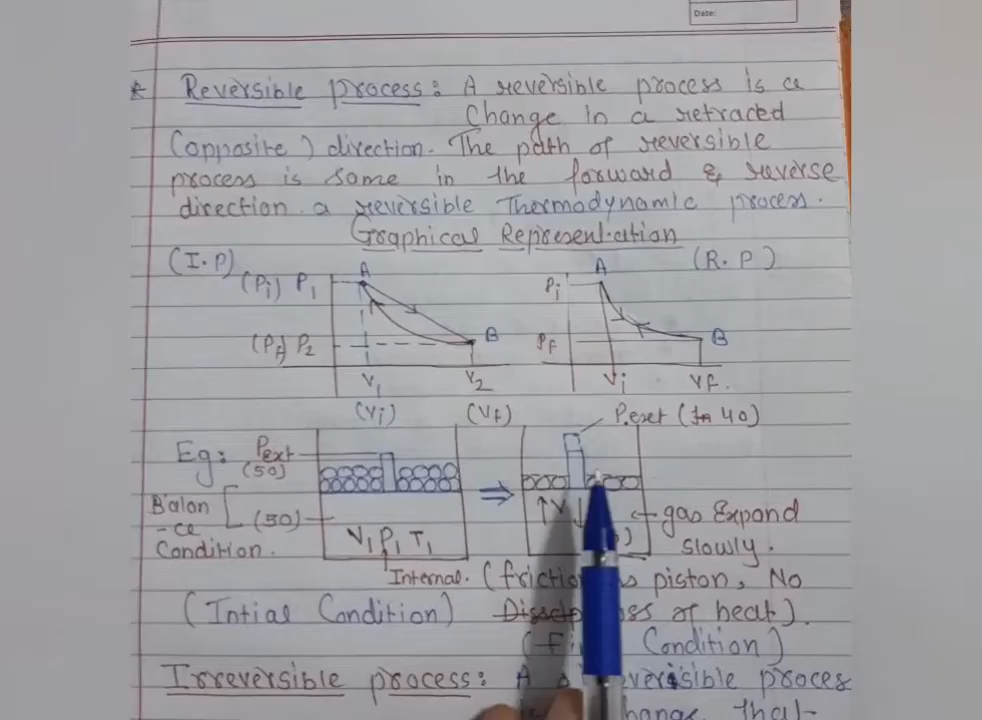 Date:
* Reversible process: A reversible process is a
Change in a retraced
(opposite) direction. The path of reversible
process is same in the forward & reverse
direction a reversible Thermodynamic process.
Graphical Representation
(I.P) (R.P)
(Pi) P1 A Pi A
(Pf) P2 B PF B
V1 V2 Vi Vf.
(Vi) (Vf) Pext (40)
Eg: Pext
(50)
Balan
-ce (50)
Condition. V1 P1 T1
gas Expand
slowly.
Internal. piston, No
(Intial Condition) of heat).
Condition)
Irreversible process: A process